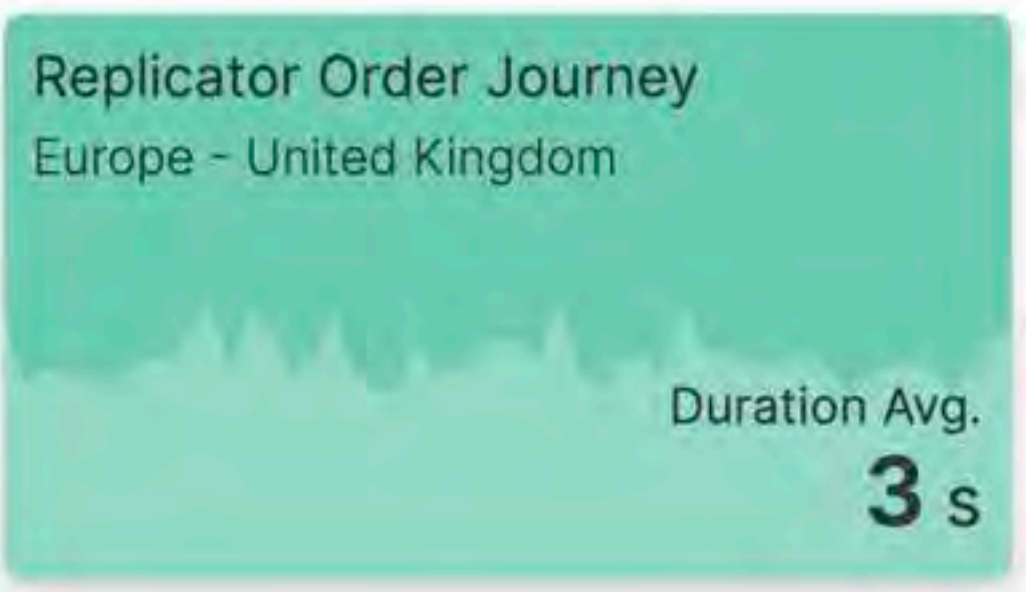 Replicator Order Journey
Europe - United Kingdom
Duration Avg.
3 s